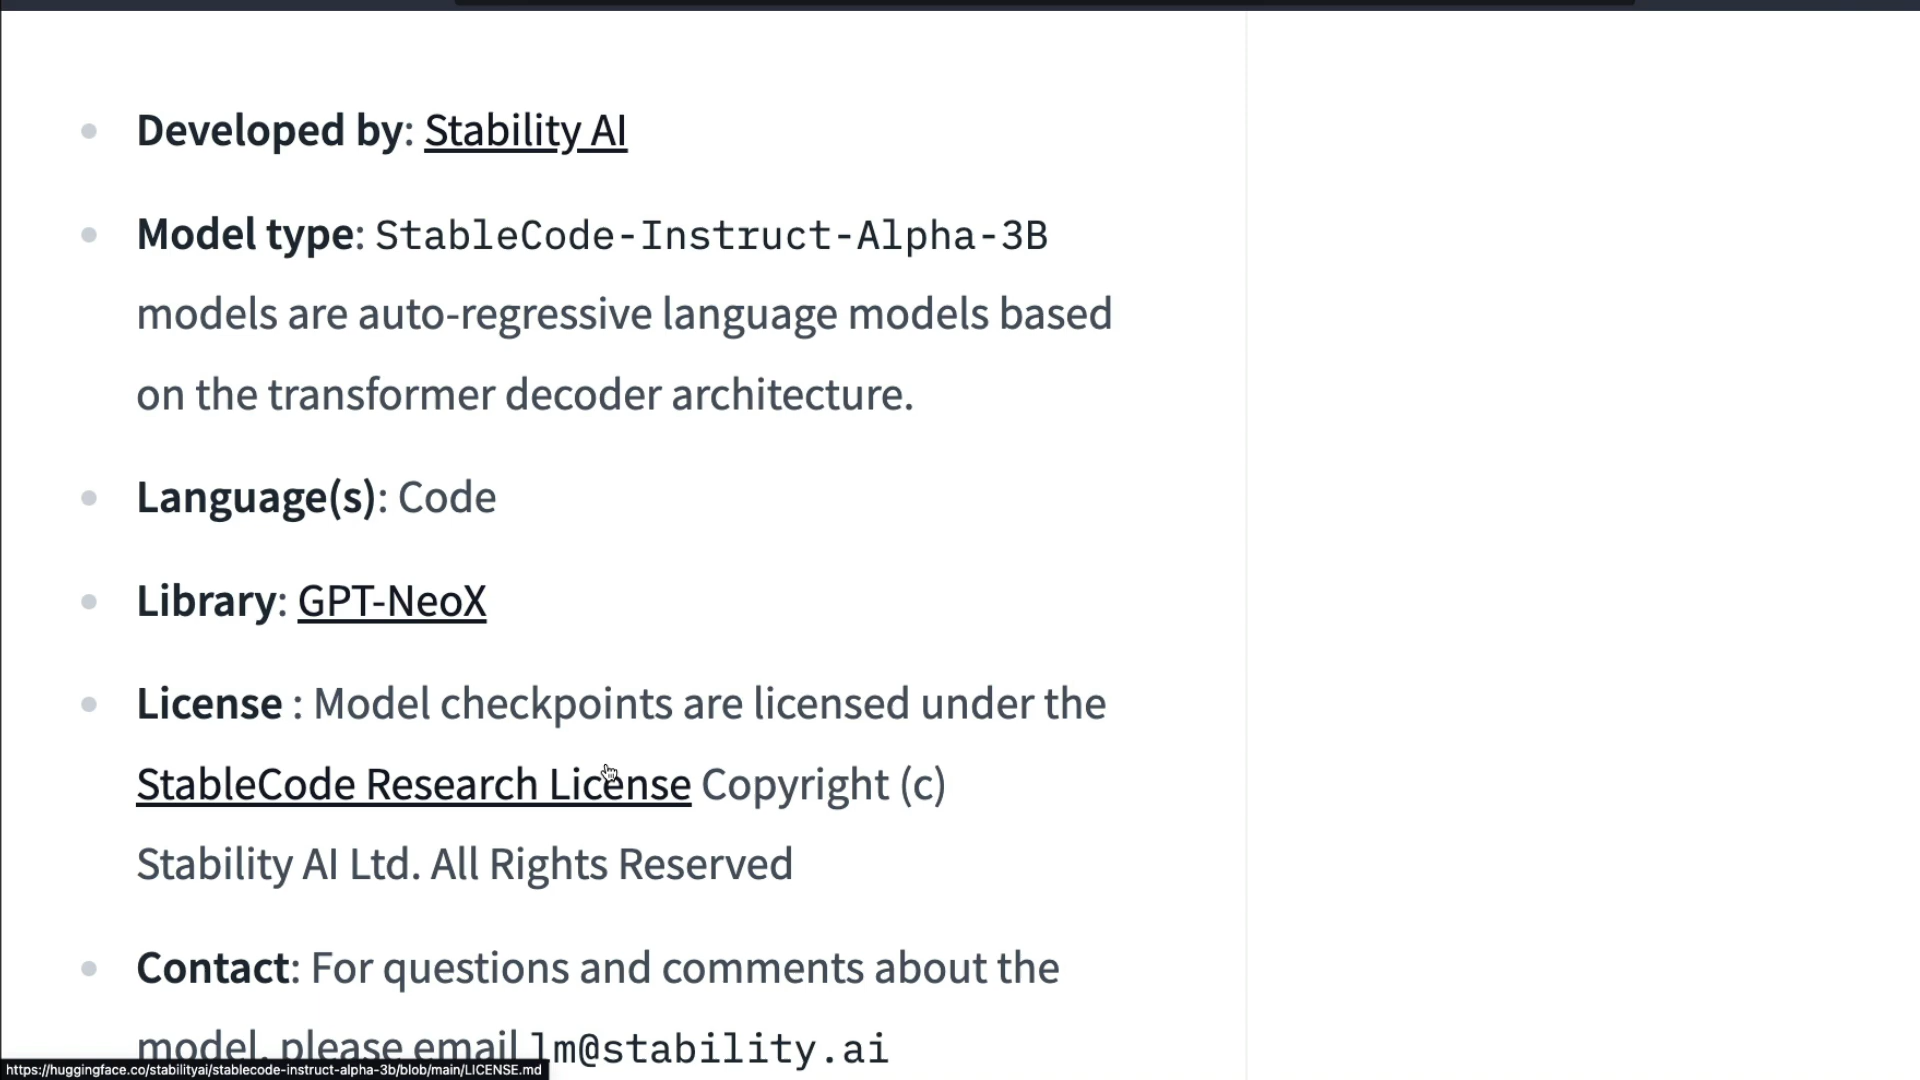 Developed by: Stability AI
Model type: StableCode-Instruct-Alpha-3B
models are auto-regressive language models based
on the transformer decoder architecture.
Language(s): Code
Library: GPT-NeoX
License : Model checkpoints are licensed under the
StableCode Research License Copyright (c)
Stability AI Ltd. All Rights Reserved
Contact: For questions and comments about the
model, please email lm@stability.ai
https://huggingface.co/stabilityai/stablecode-instruct-alpha-3b/blob/main/LICENSE.md